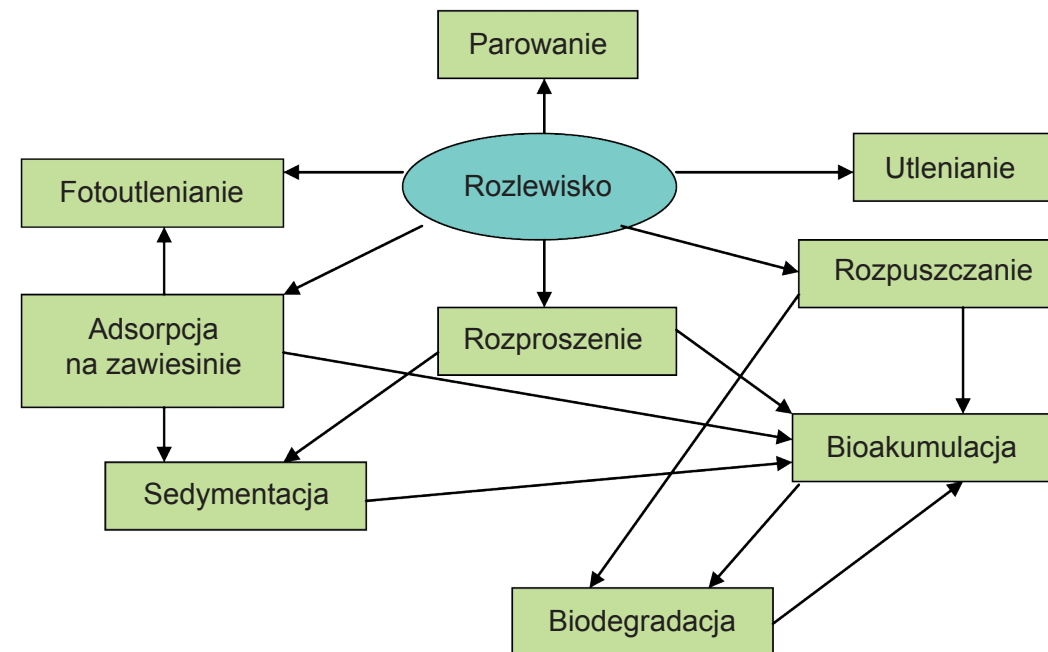 Parowanie
Utlenianie
Fotoutlenianie
Rozlewisko
Rozpuszczanie
Adsorpcja
na zawiesinie
Rozproszenie
Bioakumulacja
Sedymentacja
Biodegradacja